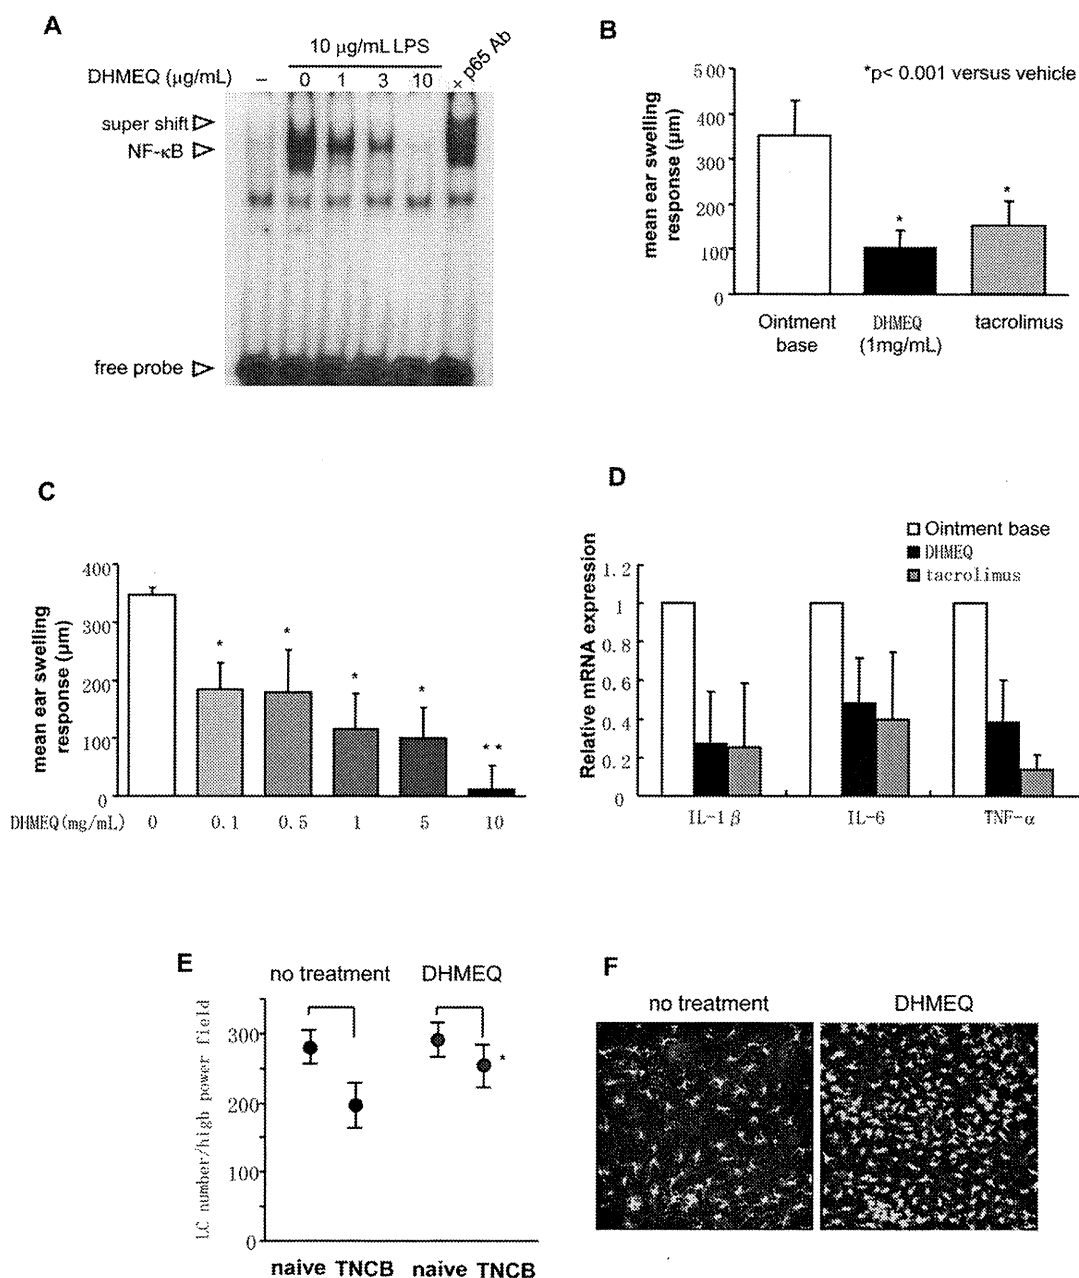 A
10 µg/mL LPS
DHMEQ (µg/mL) – 0 1 3 10 + p65 Ab
super shift
NF-κB
free probe
B
*p< 0.001 versus vehicle
mean ear swelling
response (µm)
500
400
300
200
100
0
*
*
Ointment
base
DHMEQ
(1mg/mL)
tacrolimus
C
mean ear swelling
response (µm)
400
300
200
100
0
* * * * **
DHMEQ(mg/mL) 0 0.1 0.5 1 5 10
D
Ointment base
DHMEQ
tacrolimus
Relative mRNA expression
1.2
1
0.8
0.6
0.4
0.2
0
IL-1β IL-6 TNF-α
E
no treatment DHMEQ
LC number/high power field
300
200
100
0
*
naive TNCB naive TNCB
F
no treatment DHMEQ